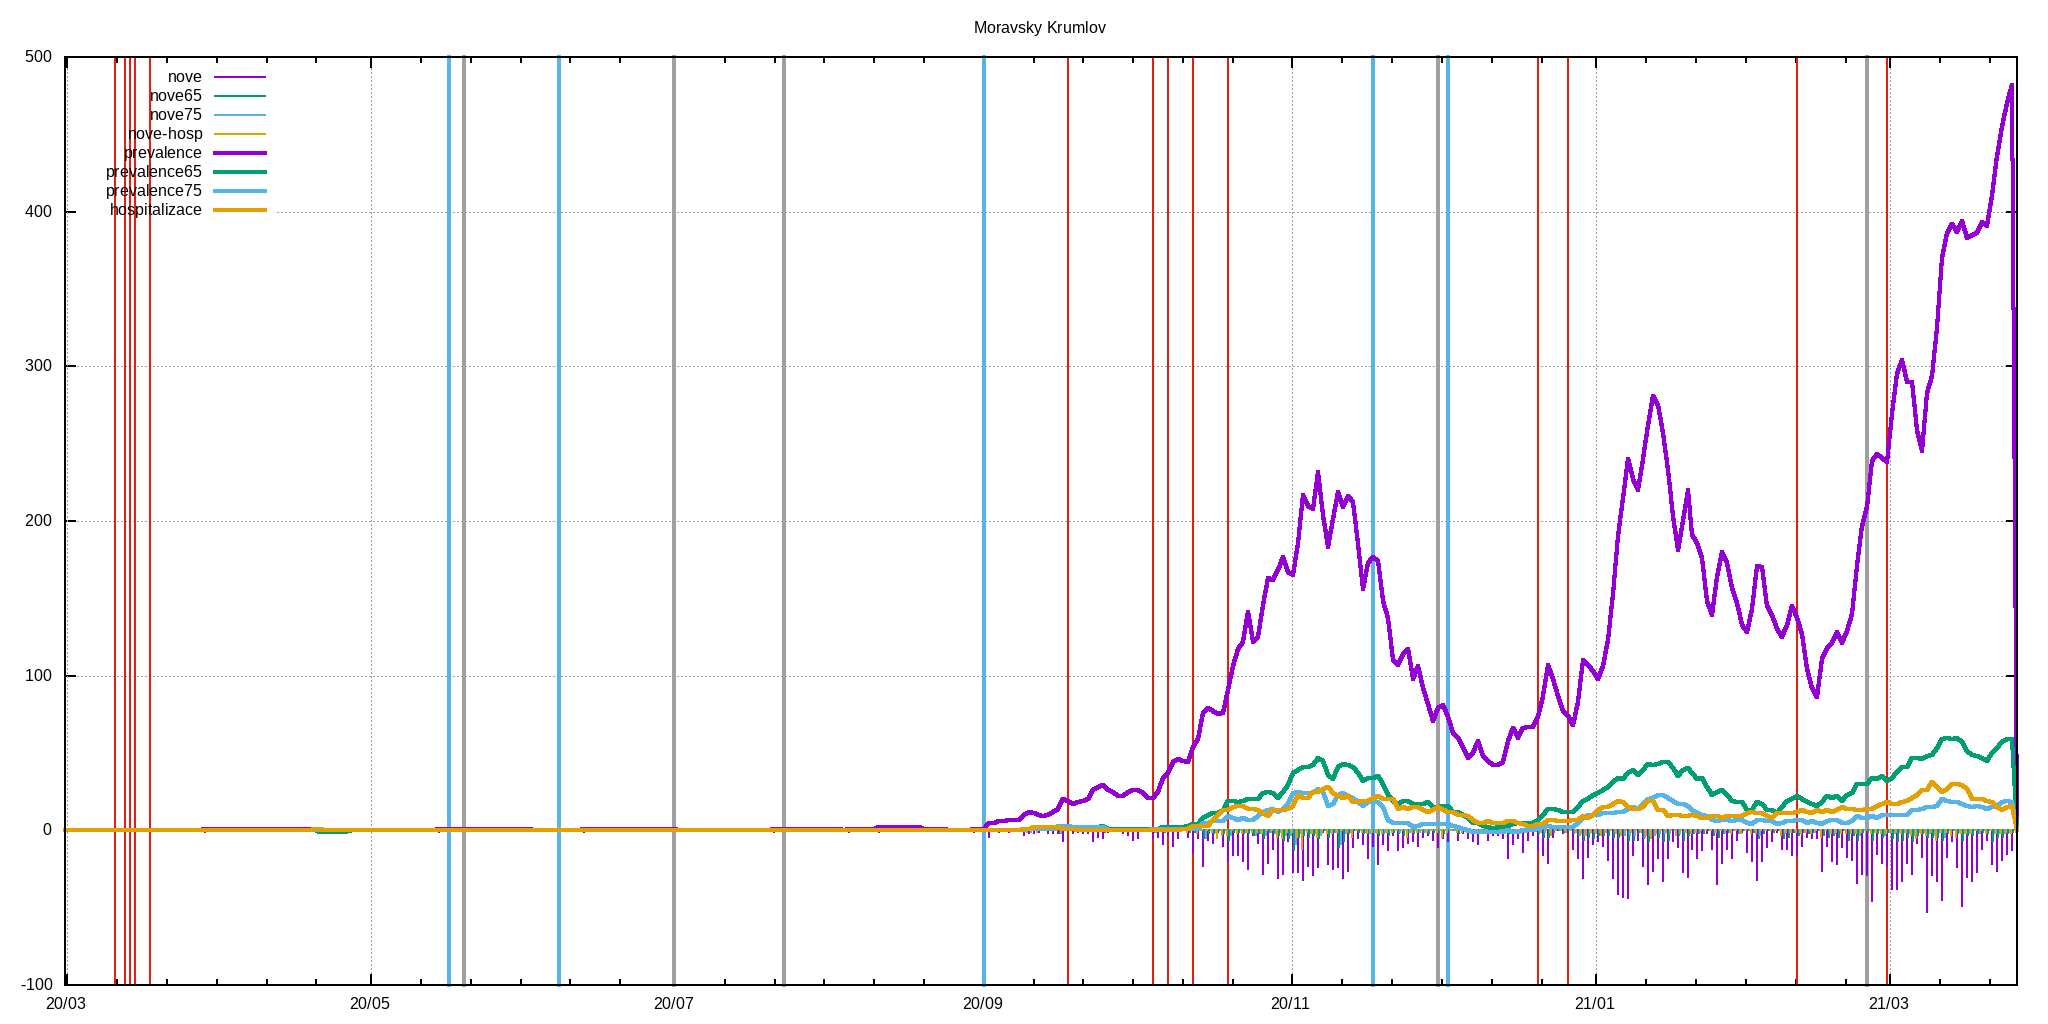 Moravsky Krumlov
500
400
300
200
100
0
-100
nove
nove65
nove75
nove-hosp
prevalence
prevalence65
prevalence75
hospitalizace
20/03 20/05 20/07 20/09 20/11 21/01 21/03